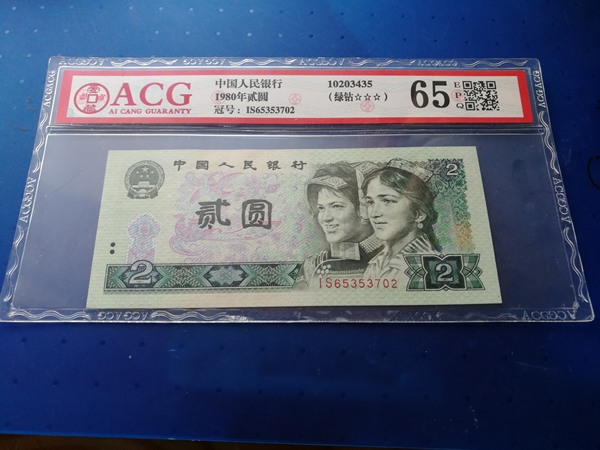 ACG
AI CANG GUARANTY
中国人民银行
1980年贰圆
冠号：IS65353702
10203435
（绿钻☆☆☆）
65
EPQ
中国人民银行
2
贰圆
2
2
IS65353702